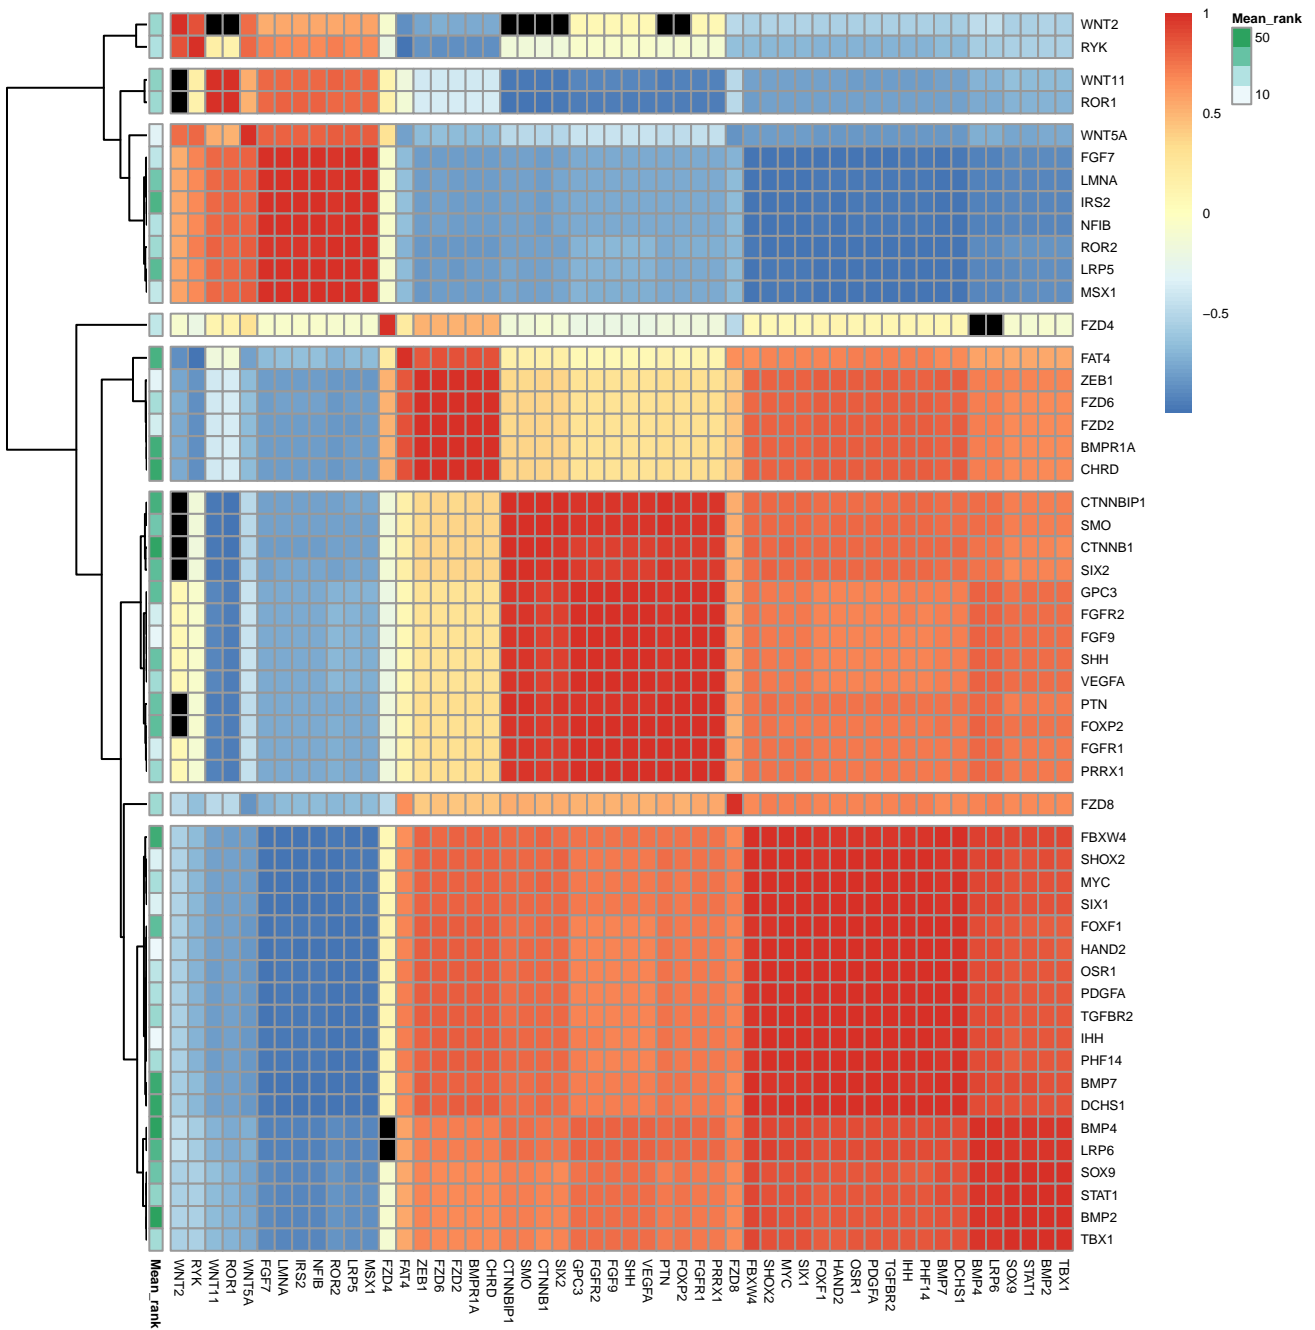 WNT2
RYK
WNT11
ROR1
WNT5A
FGF7
LMNA
IRS2
NFIB
ROR2
LRP5
MSX1
FZD4
FAT4
ZEB1
FZD6
FZD2
BMPR1A
CHRD
CTNNBIP1
SMO
CTNNB1
SIX2
GPC3
FGFR2
FGF9
SHH
VEGFA
PTN
FOXP2
FGFR1
PRRX1
FZD8
FBXW4
SHOX2
MYC
SIX1
FOXF1
HAND2
OSR1
PDGFA
TGFBR2
IHH
PHF14
BMP7
DCHS1
BMP4
LRP6
SOX9
STAT1
BMP2
TBX1
1
0.5
0
−0.5
Mean_rank
50
10
Mean_rank
WNT2
RYK
WNT11
ROR1
WNT5A
FGF7
LMNA
IRS2
NFIB
ROR2
LRP5
MSX1
FZD4
FAT4
ZEB1
FZD6
FZD2
BMPR1A
CHRD
CTNNBIP1
SMO
CTNNB1
SIX2
GPC3
FGFR2
FGF9
SHH
VEGFA
PTN
FOXP2
FGFR1
PRRX1
FZD8
FBXW4
SHOX2
MYC
SIX1
FOXF1
HAND2
OSR1
PDGFA
TGFBR2
IHH
PHF14
BMP7
DCHS1
BMP4
LRP6
SOX9
STAT1
BMP2
TBX1